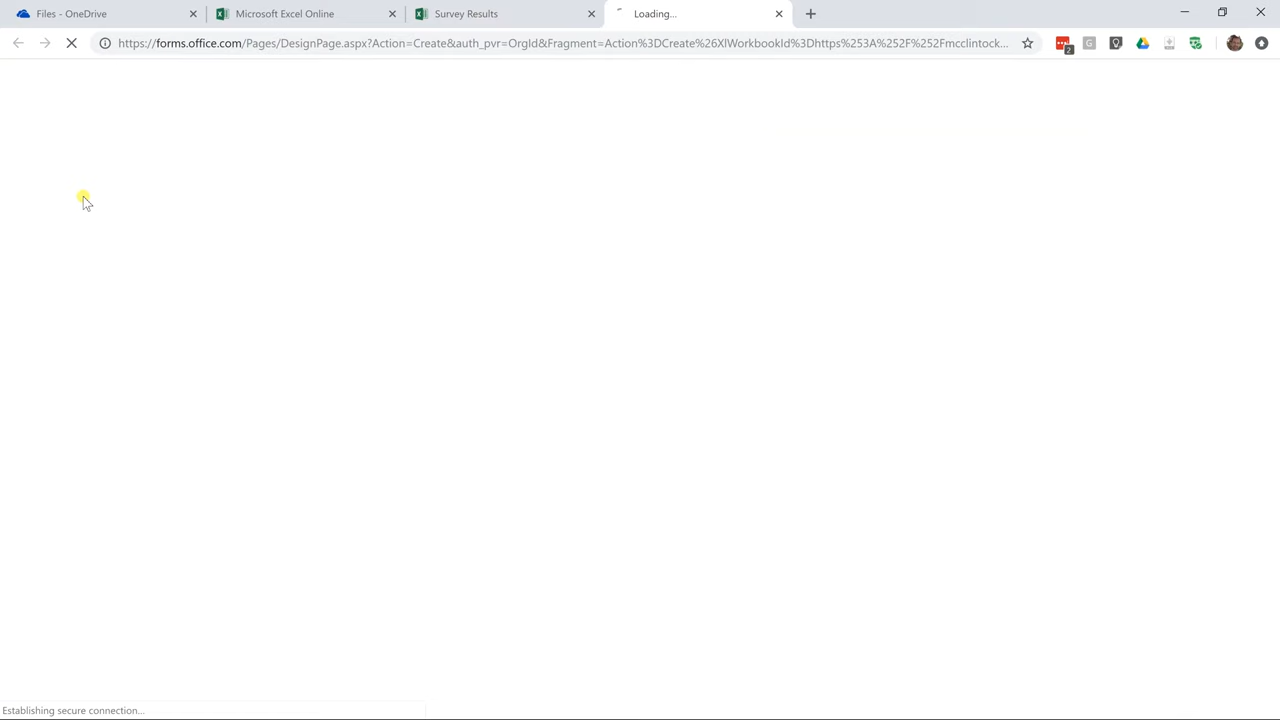 Files - OneDrive
Microsoft Excel Online
Survey Results
Loading...
https://forms.office.com/Pages/DesignPage.aspx?Action=Create&auth_pvr=OrgId&Fragment=Action%3DCreate%26XlWorkbookId%3Dhttps%253A%252F%252Fmcclintock...
2
G
Establishing secure connection...